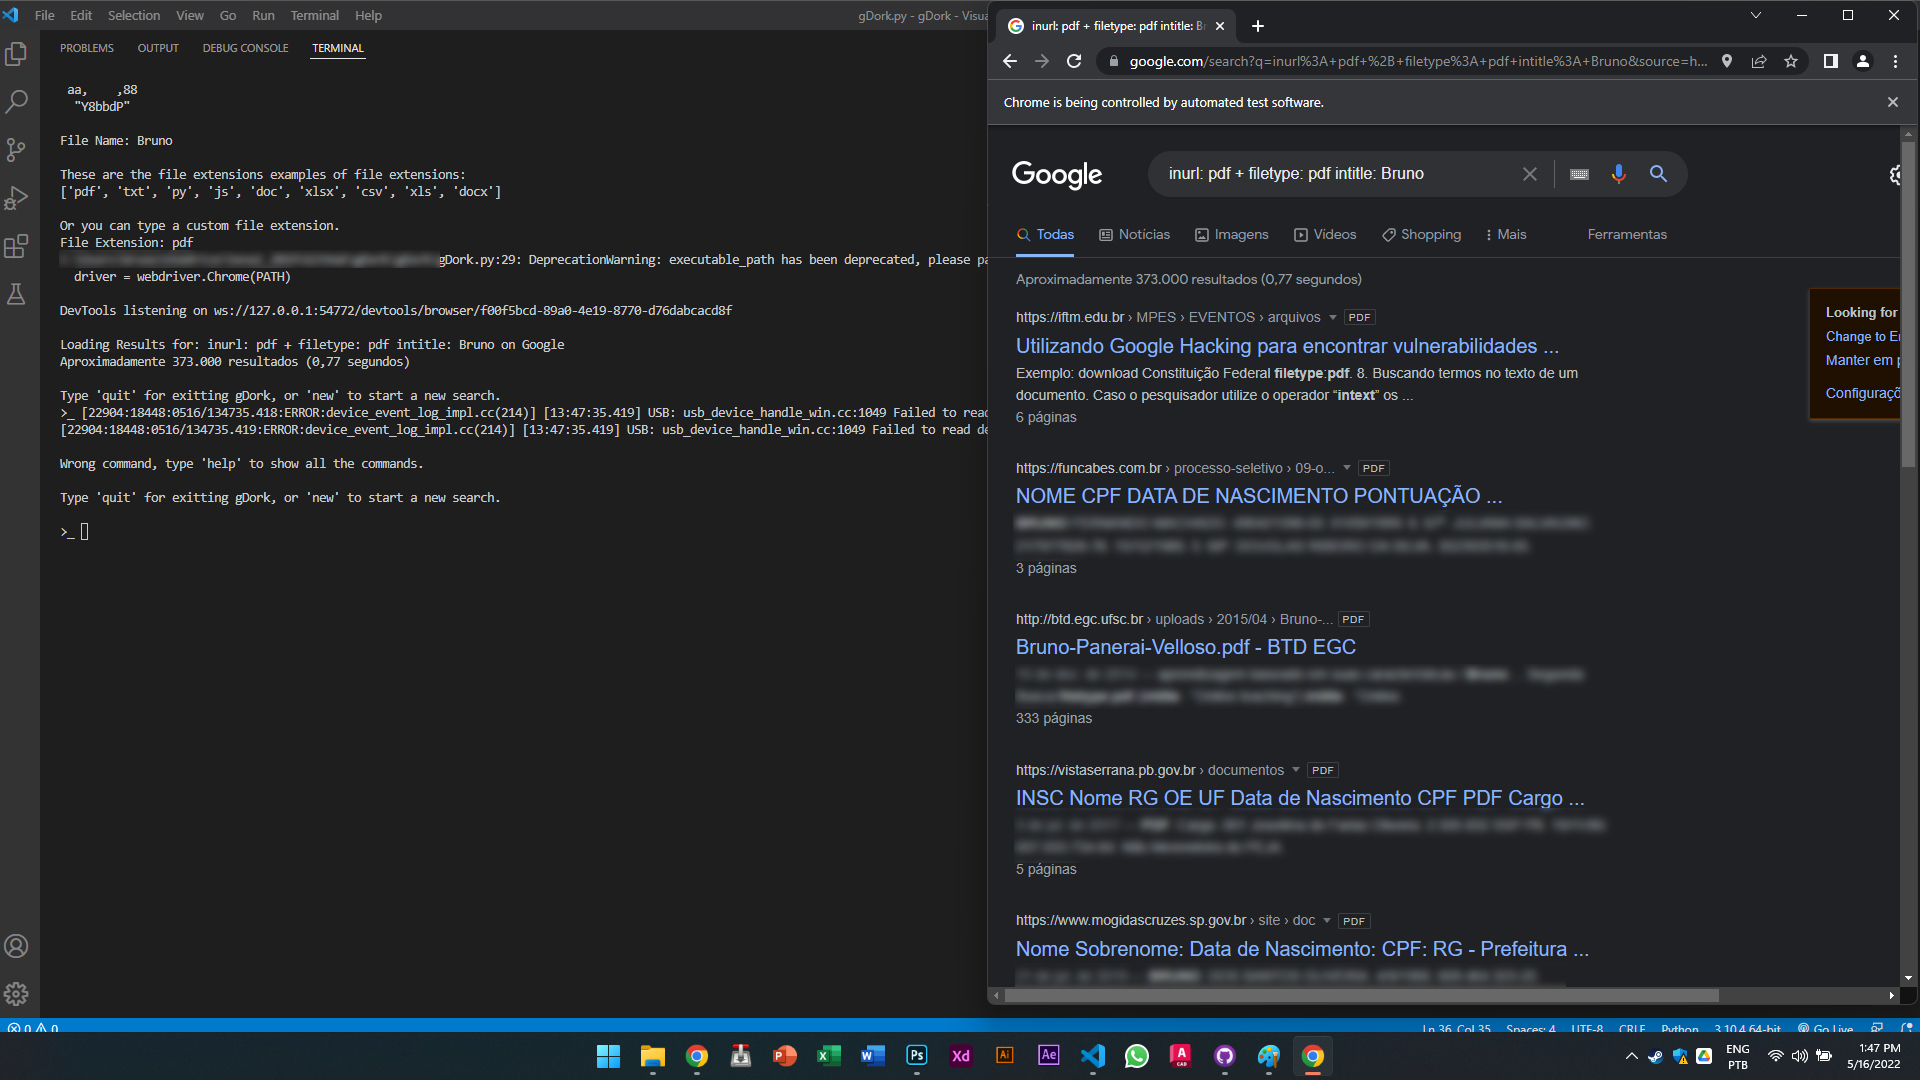 File Edit Selection View Go Run Terminal Help
gDork.py - gDork - Visua
PROBLEMS OUTPUT DEBUG CONSOLE TERMINAL
aa,    ,88
"Y8bbdP"
File Name: Bruno
These are the file extensions examples of file extensions:
['pdf', 'txt', 'py', 'js', 'doc', 'xlsx', 'csv', 'xls', 'docx']
Or you can type a custom file extension.
File Extension: pdf
gDork.py:29: DeprecationWarning: executable_path has been deprecated, please pa
driver = webdriver.Chrome(PATH)
DevTools listening on ws://127.0.0.1:54772/devtools/browser/f00f5bcd-89a0-4e19-8770-d76dabcacd8f
Loading Results for: inurl: pdf + filetype: pdf intitle: Bruno on Google
Aproximadamente 373.000 resultados (0,77 segundos)
Type 'quit' for exitting gDork, or 'new' to start a new search.
>_ [22904:18448:0516/134735.418:ERROR:device_event_log_impl.cc(214)] [13:47:35.419] USB: usb_device_handle_win.cc:1049 Failed to read
[22904:18448:0516/134735.419:ERROR:device_event_log_impl.cc(214)] [13:47:35.419] USB: usb_device_handle_win.cc:1049 Failed to read de
Wrong command, type 'help' to show all the commands.
Type 'quit' for exitting gDork, or 'new' to start a new search.
>_
inurl: pdf + filetype: pdf intitle: Br
google.com/search?q=inurl%3A+pdf+%2B+filetype%3A+pdf+intitle%3A+Bruno&source=h...
Chrome is being controlled by automated test software.
Google
inurl: pdf + filetype: pdf intitle: Bruno
Todas Notícias Imagens Vídeos Shopping Mais Ferramentas
Aproximadamente 373.000 resultados (0,77 segundos)
Looking for
Change to En
Manter em p
Configuraçõ
https://iftm.edu.br › MPES › EVENTOS › arquivos PDF
Utilizando Google Hacking para encontrar vulnerabilidades ...
Exemplo: download Constituição Federal filetype:pdf. 8. Buscando termos no texto de um
documento. Caso o pesquisador utilize o operador “intext” os ...
6 páginas
https://funcabes.com.br › processo-seletivo › 09-o... PDF
NOME CPF DATA DE NASCIMENTO PONTUAÇÃO ...
3 páginas
http://btd.egc.ufsc.br › uploads › 2015/04 › Bruno-... PDF
Bruno-Panerai-Velloso.pdf - BTD EGC
333 páginas
https://vistaserrana.pb.gov.br › documentos PDF
INSC Nome RG OE UF Data de Nascimento CPF PDF Cargo ...
5 páginas
https://www.mogidascruzes.sp.gov.br › site › doc PDF
Nome Sobrenome: Data de Nascimento: CPF: RG - Prefeitura ...
0 0
Ln 36, Col 35 Spaces: 4 UTF-8 CRLF Python 3.10.4 64-bit Go Live
Ps Xd Ai Ae
ENG
PTB
1:47 PM
5/16/2022